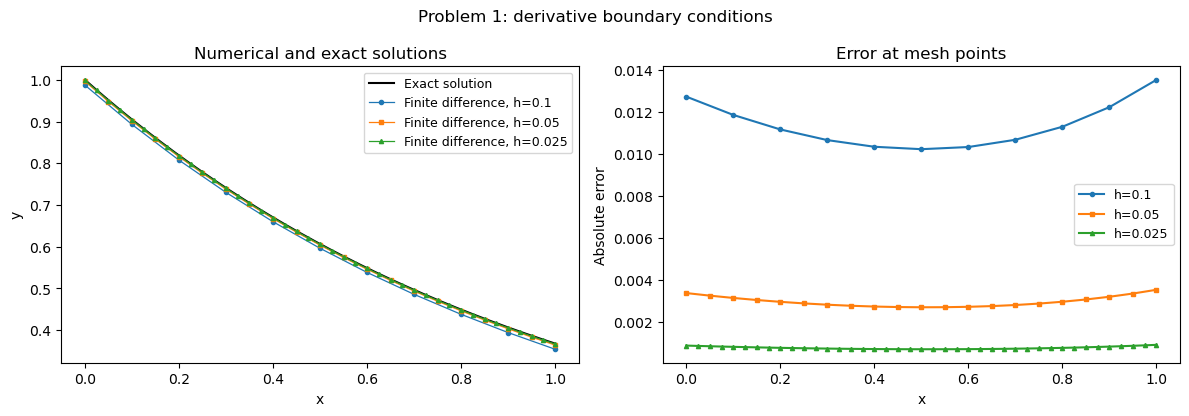 Problem 1: derivative boundary conditions
Numerical and exact solutions
y
1.0
0.9
0.8
0.7
0.6
0.5
0.4
Exact solution
Finite difference, h=0.1
Finite difference, h=0.05
Finite difference, h=0.025
0.0 0.2 0.4 0.6 0.8 1.0
x
Error at mesh points
Absolute error
0.014
0.012
0.010
0.008
0.006
0.004
0.002
h=0.1
h=0.05
h=0.025
0.0 0.2 0.4 0.6 0.8 1.0
x